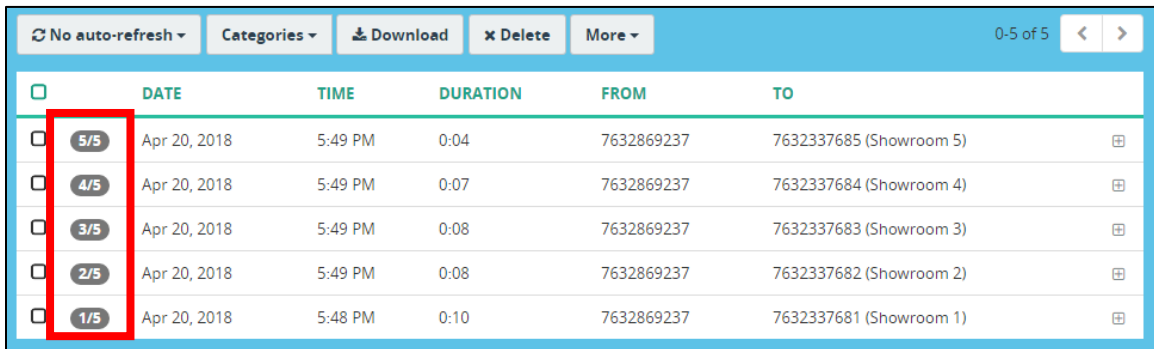 No auto-refresh Categories Download Delete More 0-5 of 5
DATE TIME DURATION FROM TO
5/5 Apr 20, 2018 5:49 PM 0:04 7632869237 7632337685 (Showroom 5)
4/5 Apr 20, 2018 5:49 PM 0:07 7632869237 7632337684 (Showroom 4)
3/5 Apr 20, 2018 5:49 PM 0:08 7632869237 7632337683 (Showroom 3)
2/5 Apr 20, 2018 5:49 PM 0:08 7632869237 7632337682 (Showroom 2)
1/5 Apr 20, 2018 5:48 PM 0:10 7632869237 7632337681 (Showroom 1)